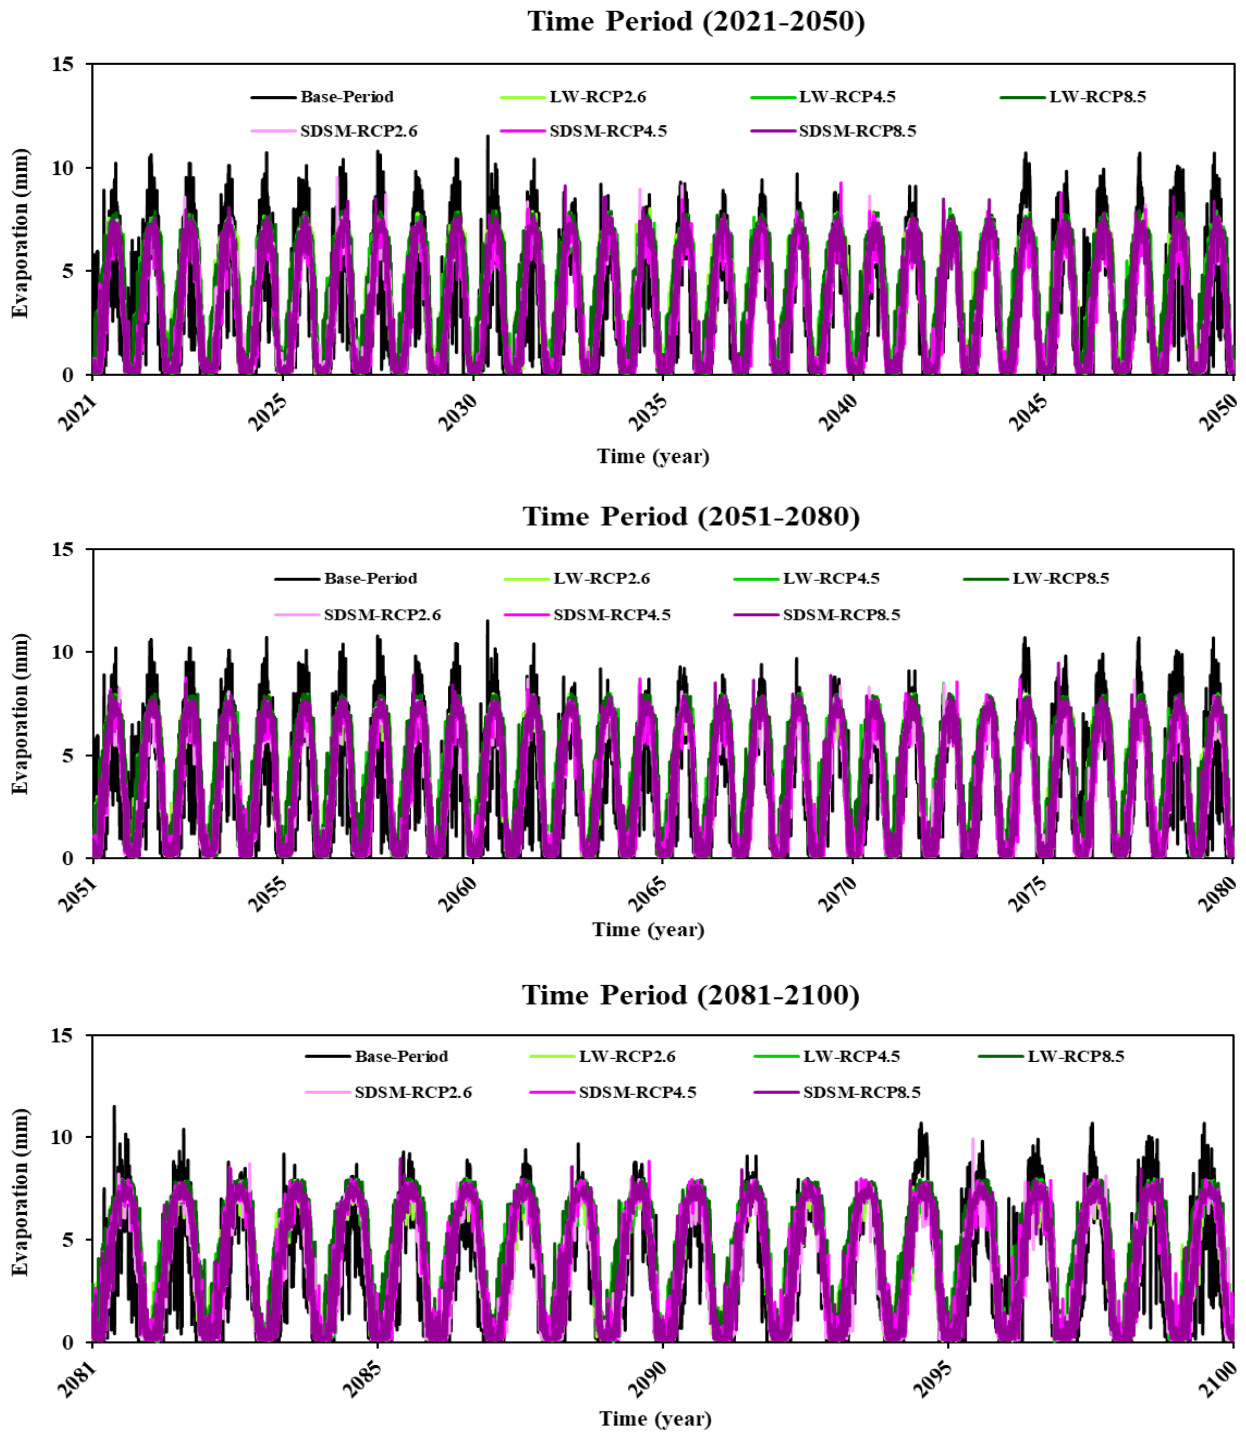 Time Period (2021-2050)
15
Base-Period LW-RCP2.6 LW-RCP4.5 LW-RCP8.5
SDSM-RCP2.6 SDSM-RCP4.5 SDSM-RCP8.5
10
Evaporation (mm)
5
0
2021 2025 2030 2035 2040 2045 2050
Time (year)
Time Period (2051-2080)
15
Base-Period LW-RCP2.6 LW-RCP4.5 LW-RCP8.5
SDSM-RCP2.6 SDSM-RCP4.5 SDSM-RCP8.5
10
Evaporation (mm)
5
0
2051 2055 2060 2065 2070 2075 2080
Time (year)
Time Period (2081-2100)
15
Base-Period LW-RCP2.6 LW-RCP4.5 LW-RCP8.5
SDSM-RCP2.6 SDSM-RCP4.5 SDSM-RCP8.5
10
Evaporation (mm)
5
0
2081 2085 2090 2095 2100
Time (year)